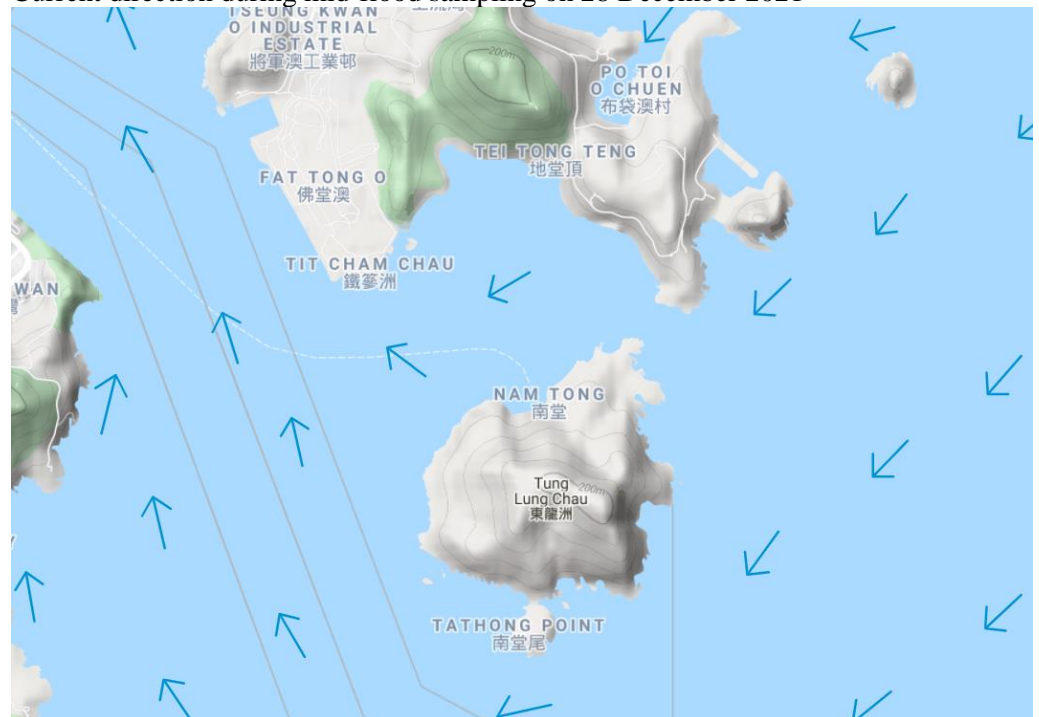 Current direction during mid-flood sampling on December 2021
TSEUNG KWAN
O INDUSTRIAL
ESTATE
將軍澳工業邨
200m
PO TOI
O CHUEN
布袋澳村
TEI TONG TENG
地堂頂
FAT TONG O
佛堂澳
TIT CHAM CHAU
鐵篸洲
WAN
NAM TONG
南堂
200m
Tung
Lung Chau
東龍洲
TATHONG POINT
南堂尾